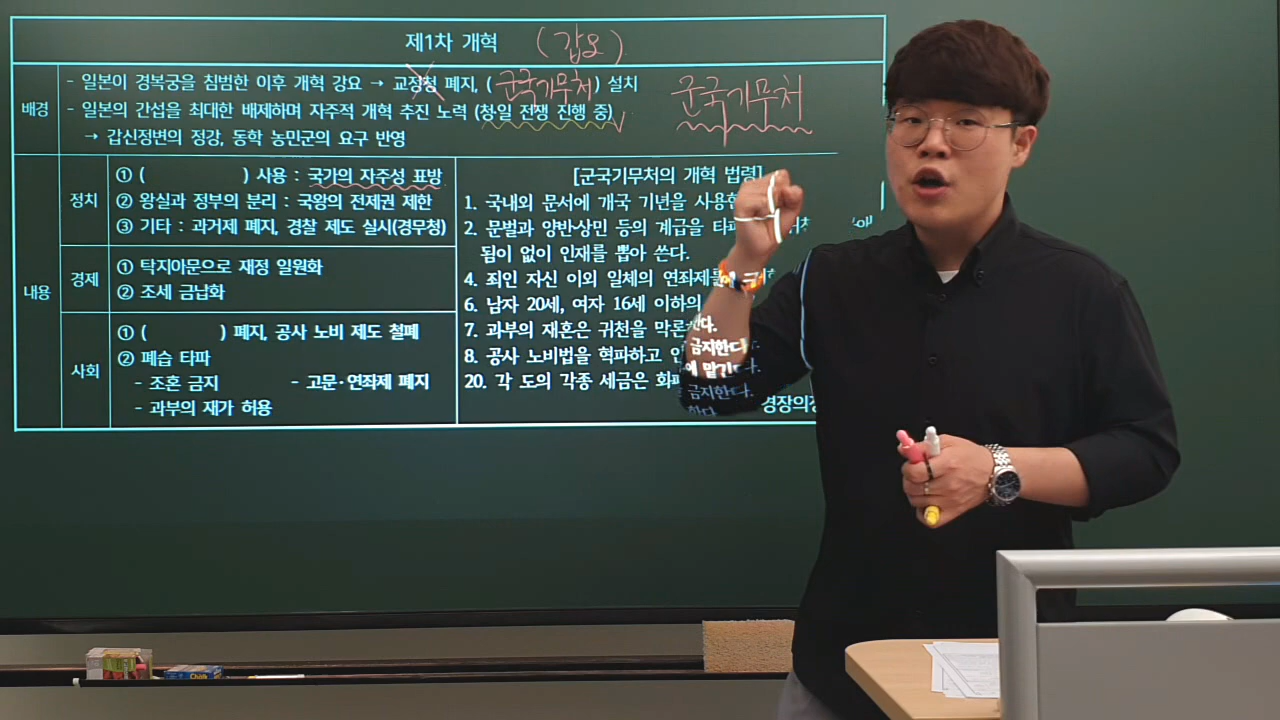 제1차 개혁 (갑오)
배경
- 일본이 경복궁을 침범한 이후 개혁 강요 → 교정청 폐지, (군국기무처) 설치
군국기무처
- 일본의 간섭을 최대한 배제하며 자주적 개혁 추진 노력 (청·일 전쟁 진행 중)
→ 갑신정변의 정강, 동학 농민군의 요구 반영
내용
정치
① ( ) 사용 : 국가의 자주성 표방
② 왕실과 정부의 분리 : 국왕의 전제권 제한
③ 기타 : 과거제 폐지, 경찰 제도 실시(경무청)
경제
① 탁지아문으로 재정 일원화
② 조세 금납화
사회
① ( ) 폐지, 공사 노비 제도 철폐
② 폐습 타파
- 조혼 금지 - 고문·연좌제 폐지
- 과부의 재가 허용
[군국기무처의 개혁 법령]
1. 국내외 문서에 개국 기년을 사용한
2. 문벌과 양반·상민 등의 계급을 타파
됨이 없이 인재를 뽑아 쓴다.
4. 죄인 자신 이외 일체의 연좌제를 금
6. 남자 20세, 여자 16세 이하의
금지한다.
7. 과부의 재혼은 귀천을 막론
에 맡긴다.
8. 공사 노비법을 혁파하고 인
금지한다.
20. 각 도의 각종 세금은 화폐
한다.
경장의정